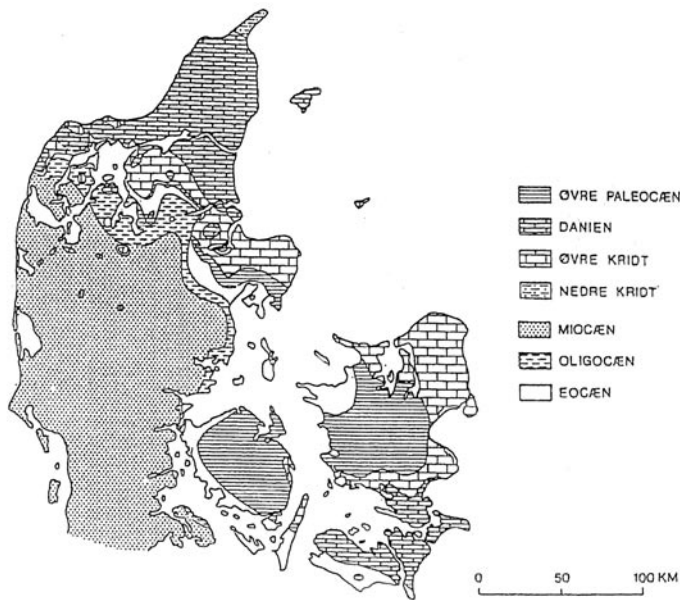 ØVRE PALEOCÆN
DANIEN
ØVRE KRIDT
NEDRE KRIDT
MIOCÆN
OLIGOCÆN
EOCÆN
0 50 100 KM